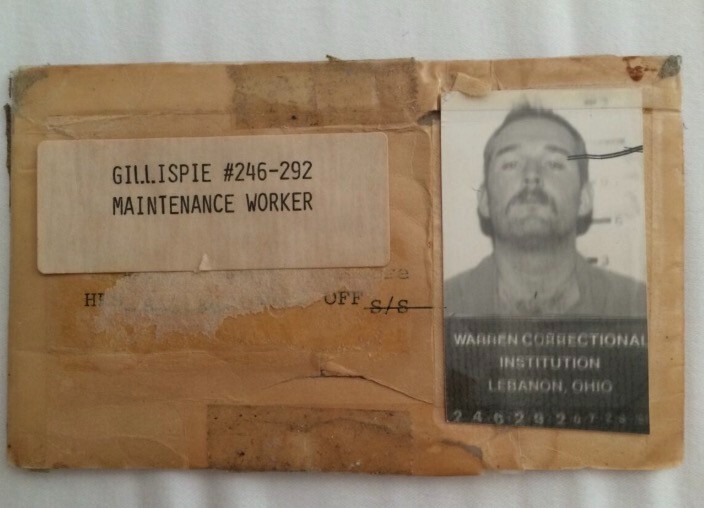 GILLISPIE #246-292
MAINTENANCE WORKER
OFF S/S
WARREN CORRECTIONAL
INSTITUTION
LEBANON, OHIO